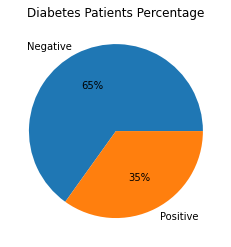 Diabetes Patients Percentage
Negative
65%
35%
Positive